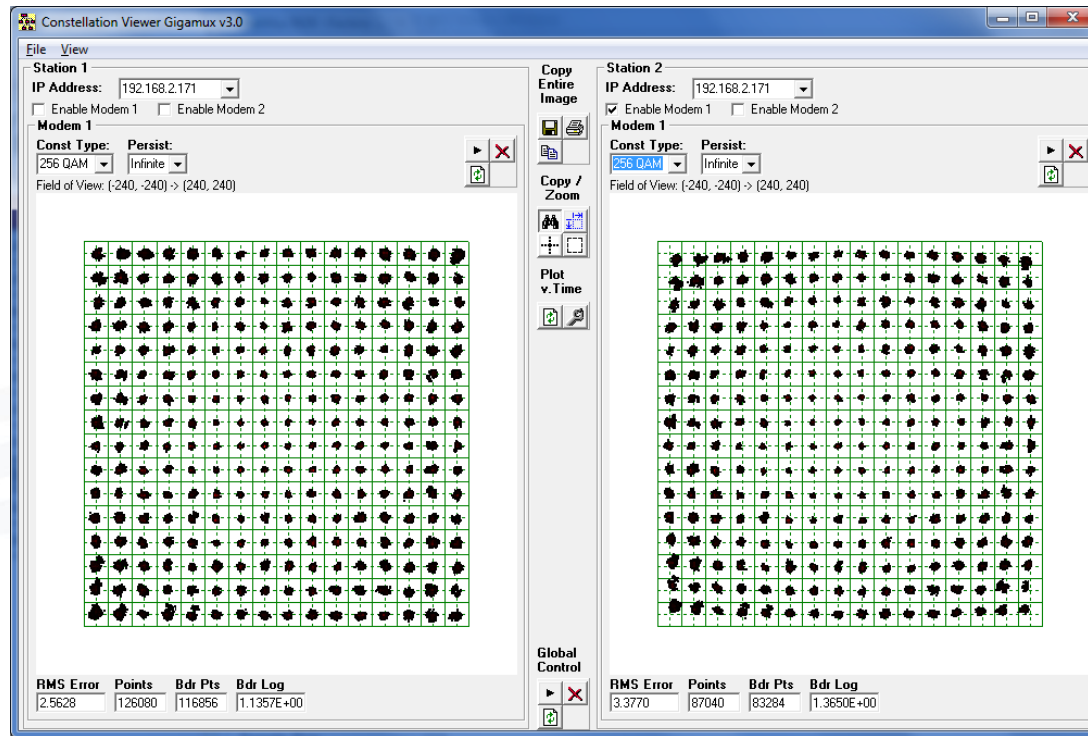 Constellation Viewer Gigamux v3.0
File View
Station 1
IP Address: 192.168.2.171
Enable Modem 1 Enable Modem 2
Modem 1
Const Type: Persist:
256 QAM Infinite
Field of View: (-240, -240) -> (240, 240)
RMS Error Points Bdr Pts Bdr Log
2.5628 126080 116856 1.1357E+00
Copy
Entire
Image
Copy /
Zoom
Plot
v.Time
Global
Control
Station 2
IP Address: 192.168.2.171
Enable Modem 1 Enable Modem 2
Modem 1
Const Type: Persist:
256 QAM Infinite
Field of View: (-240, -240) -> (240, 240)
RMS Error Points Bdr Pts Bdr Log
3.3770 87040 83284 1.3650E+00